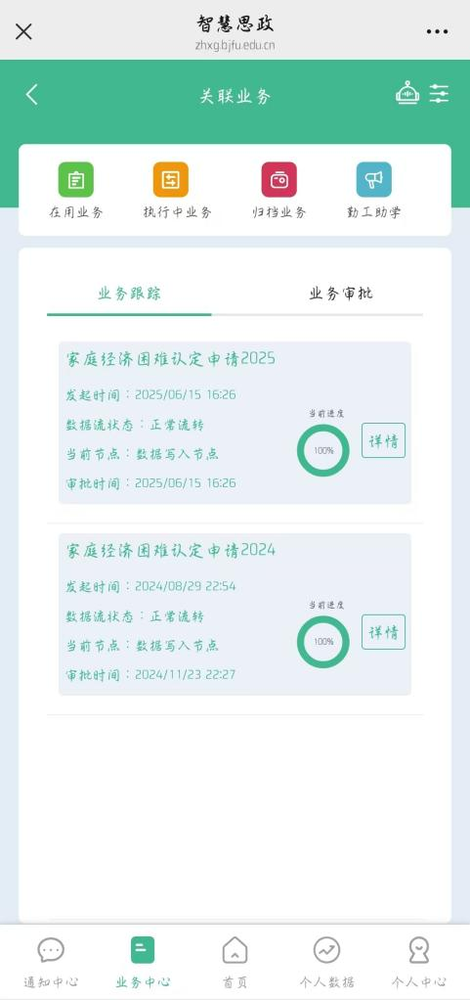 智慧思政
zhxg.bjfu.edu.cn
关联业务
在用业务 执行中业务 归档业务 勤工助学
业务跟踪 业务审批
家庭经济困难认定申请2025
发起时间：2025/06/15 16:26
数据流状态：正常流转
当前节点：数据写入节点
审批时间：2025/06/15 16:26
当前进度
100%
详情
家庭经济困难认定申请2024
发起时间：2024/08/29 22:54
数据流状态：正常流转
当前节点：数据写入节点
审批时间：2024/11/23 22:27
当前进度
100%
详情
通知中心 业务中心 首页 个人数据 个人中心